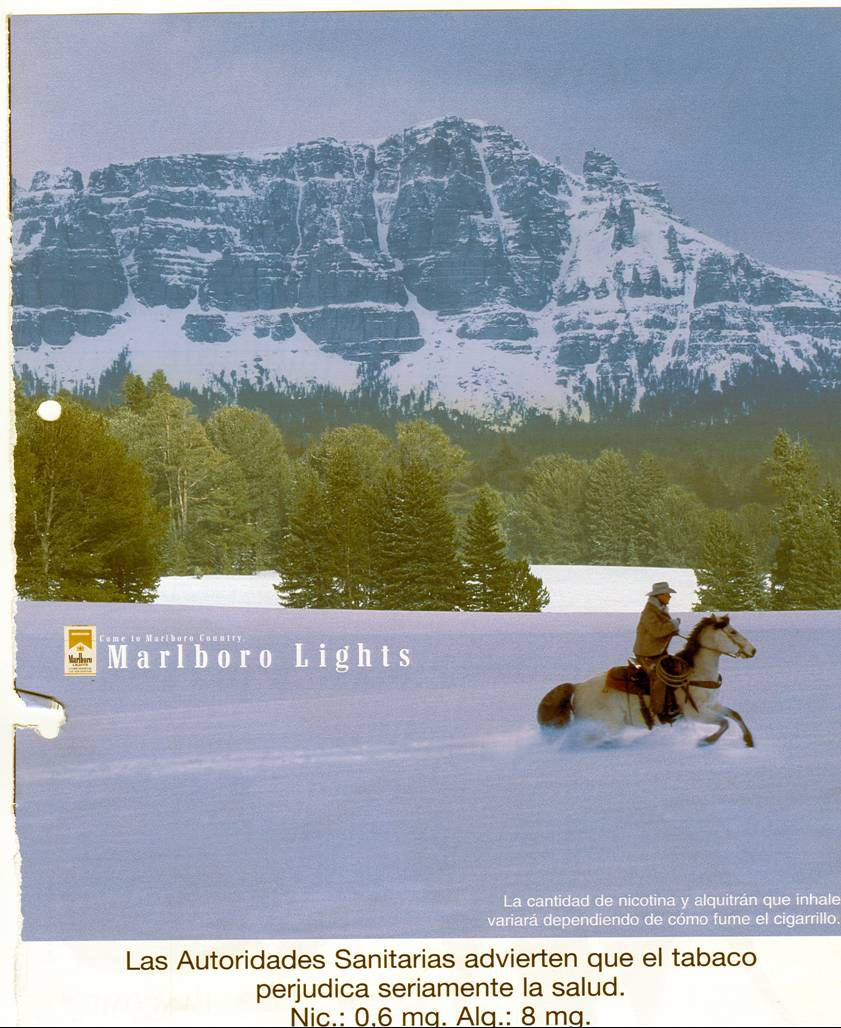 Come to Marlboro Country.
Marlboro Lights
Marlboro
LIGHTS
La cantidad de nicotina y alquitrán que inhale
variará dependiendo de cómo fume el cigarrillo.
Las Autoridades Sanitarias advierten que el tabaco
perjudica seriamente la salud.
Nic.: 0,6 mg. Alq.: 8 mg.